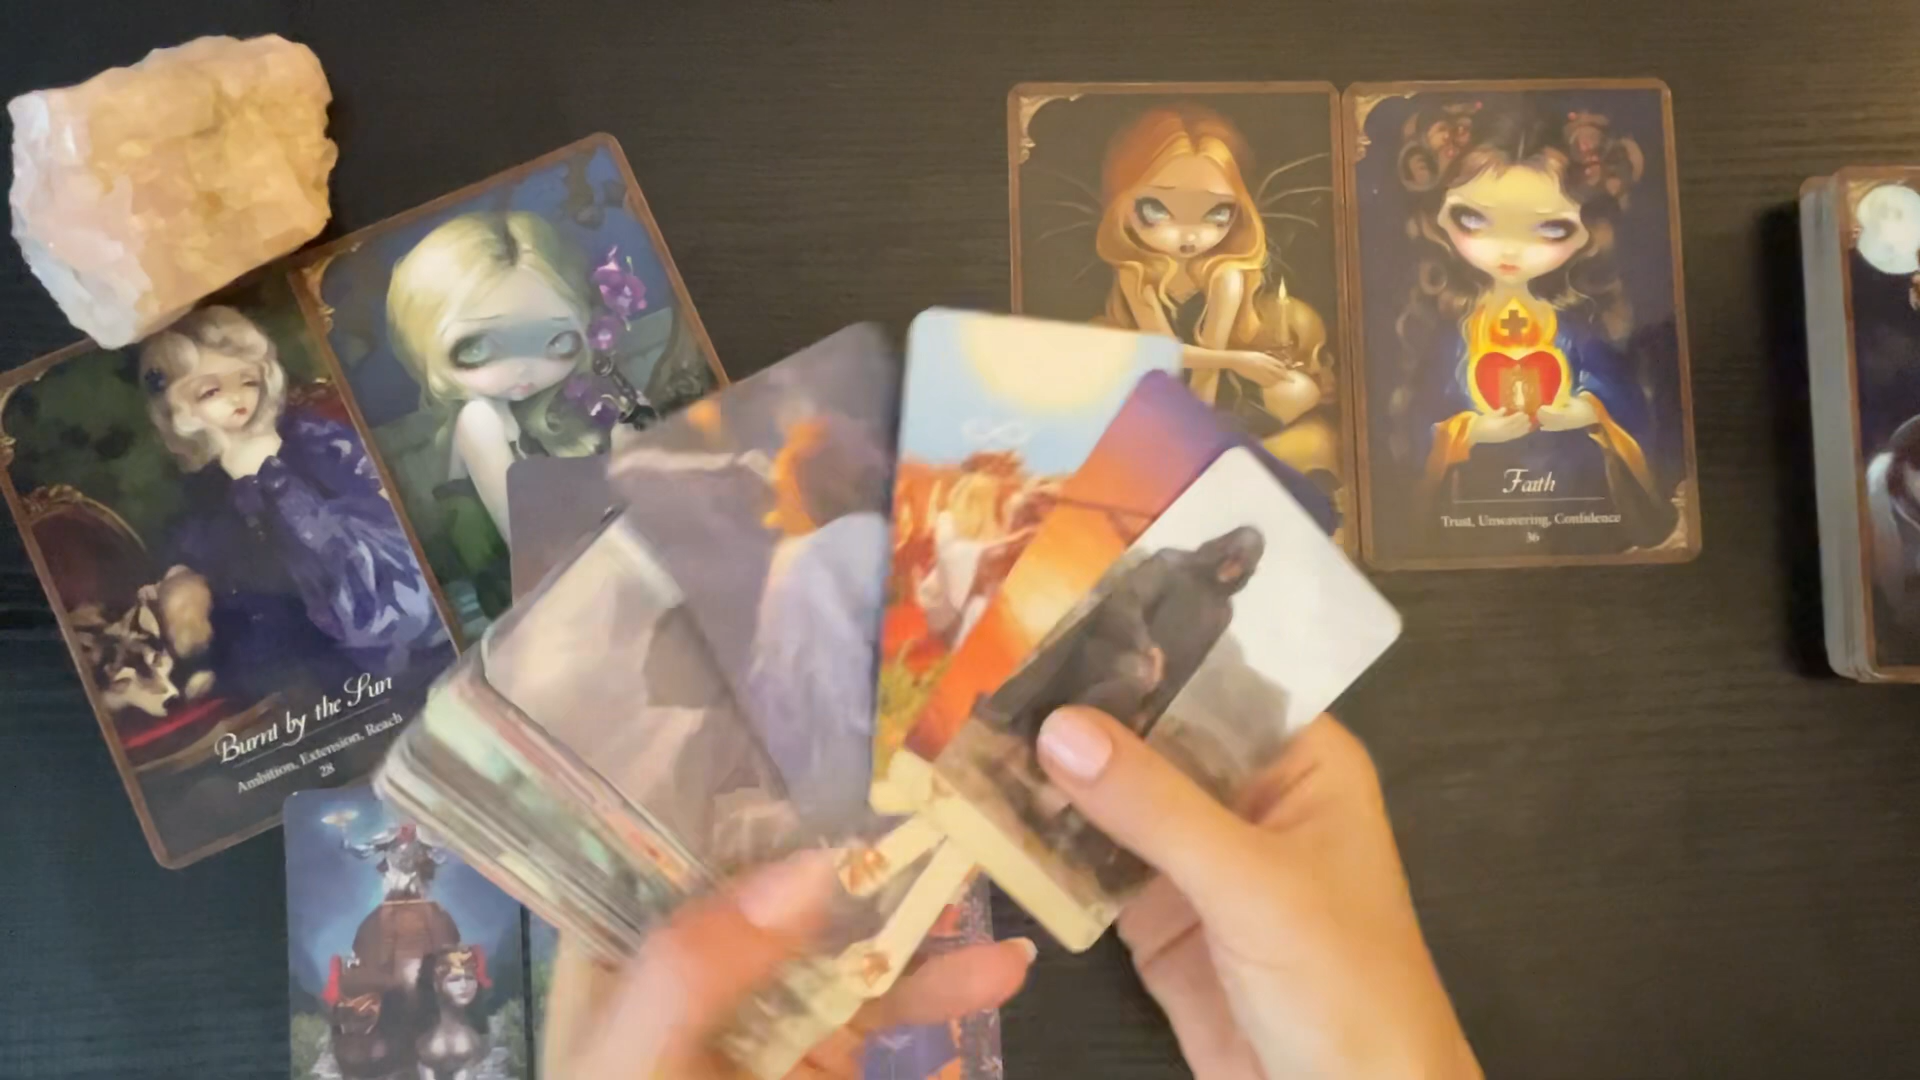 Faith
Trust, Unwavering, Confidence
36
Burnt by the Sun
Ambition, Extension, Reach
28